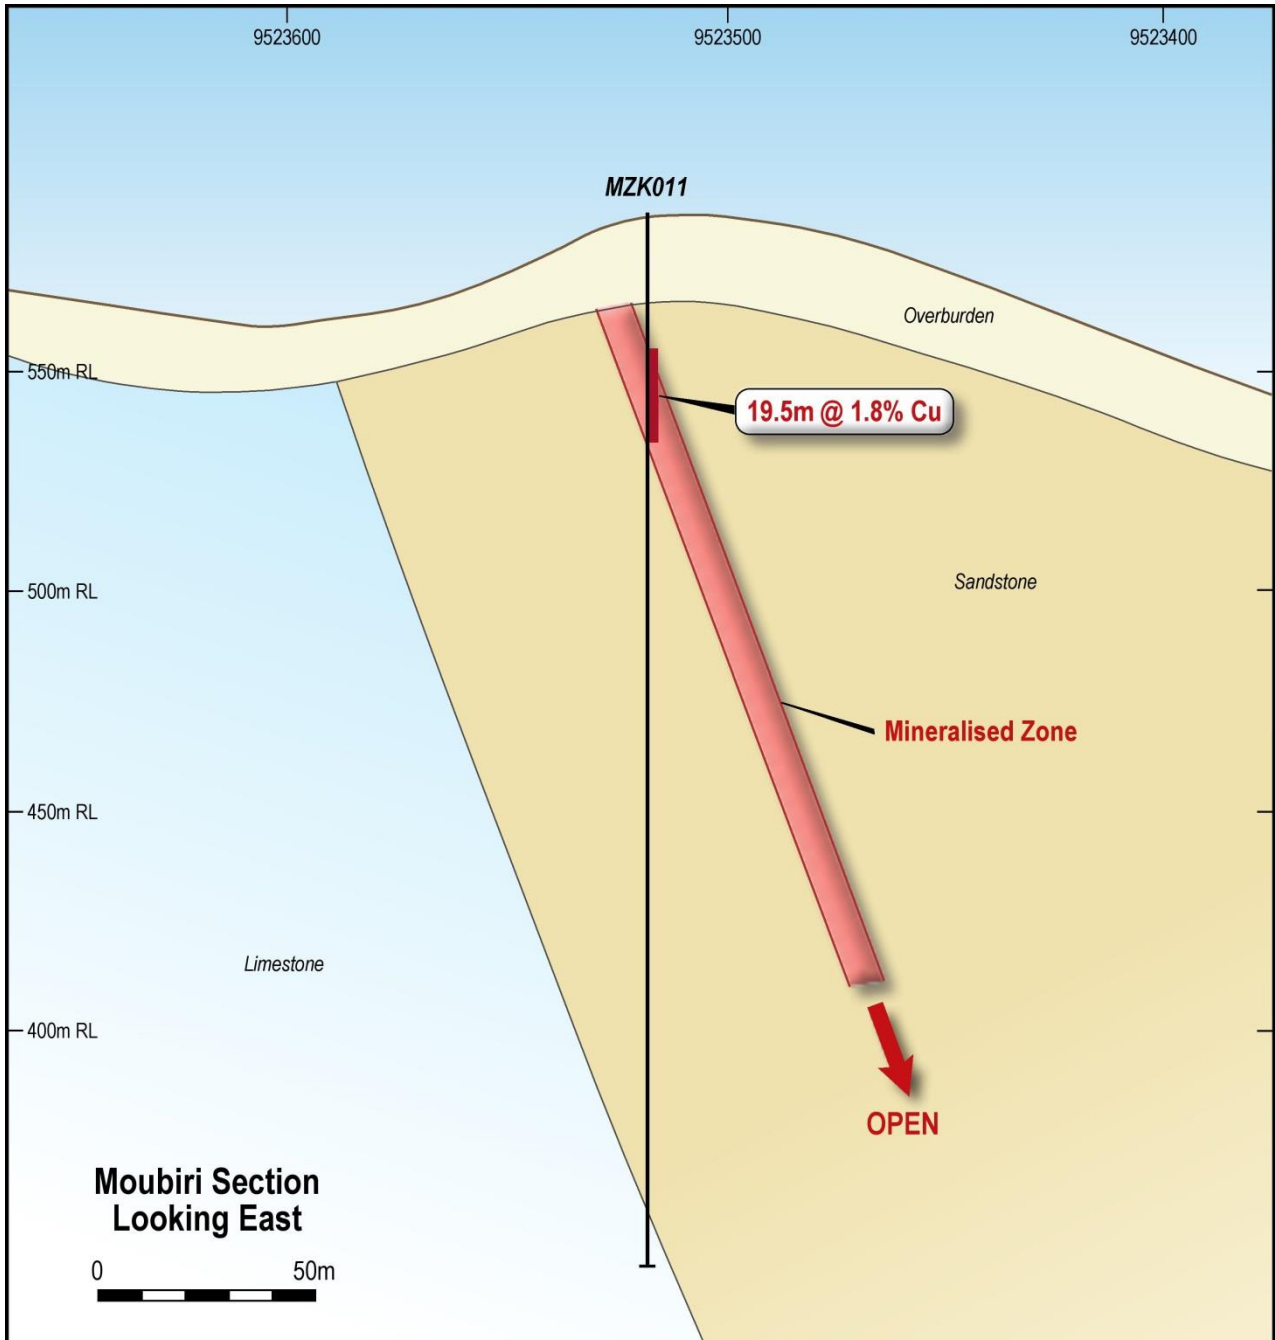 9523600
9523500
9523400
MZK011
Overburden
550m RL
19.5m @ 1.8% Cu
500m RL
Sandstone
Mineralised Zone
450m RL
Limestone
400m RL
OPEN
Moubiri Section
Looking East
0
50m